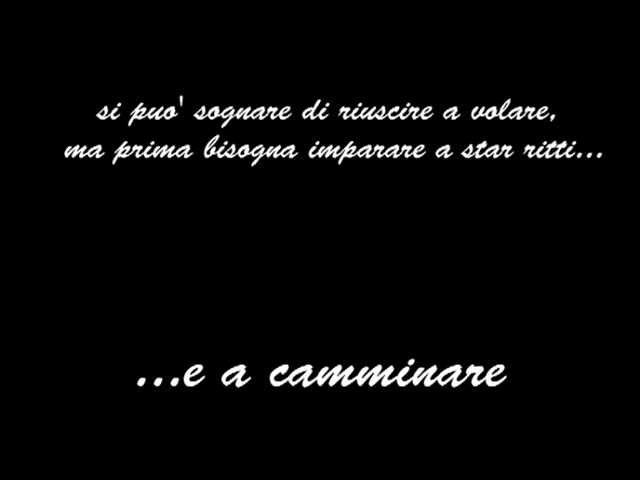 si puo' sognare di riuscire a volare,
ma prima bisogna imparare a star ritti...
...e a camminare